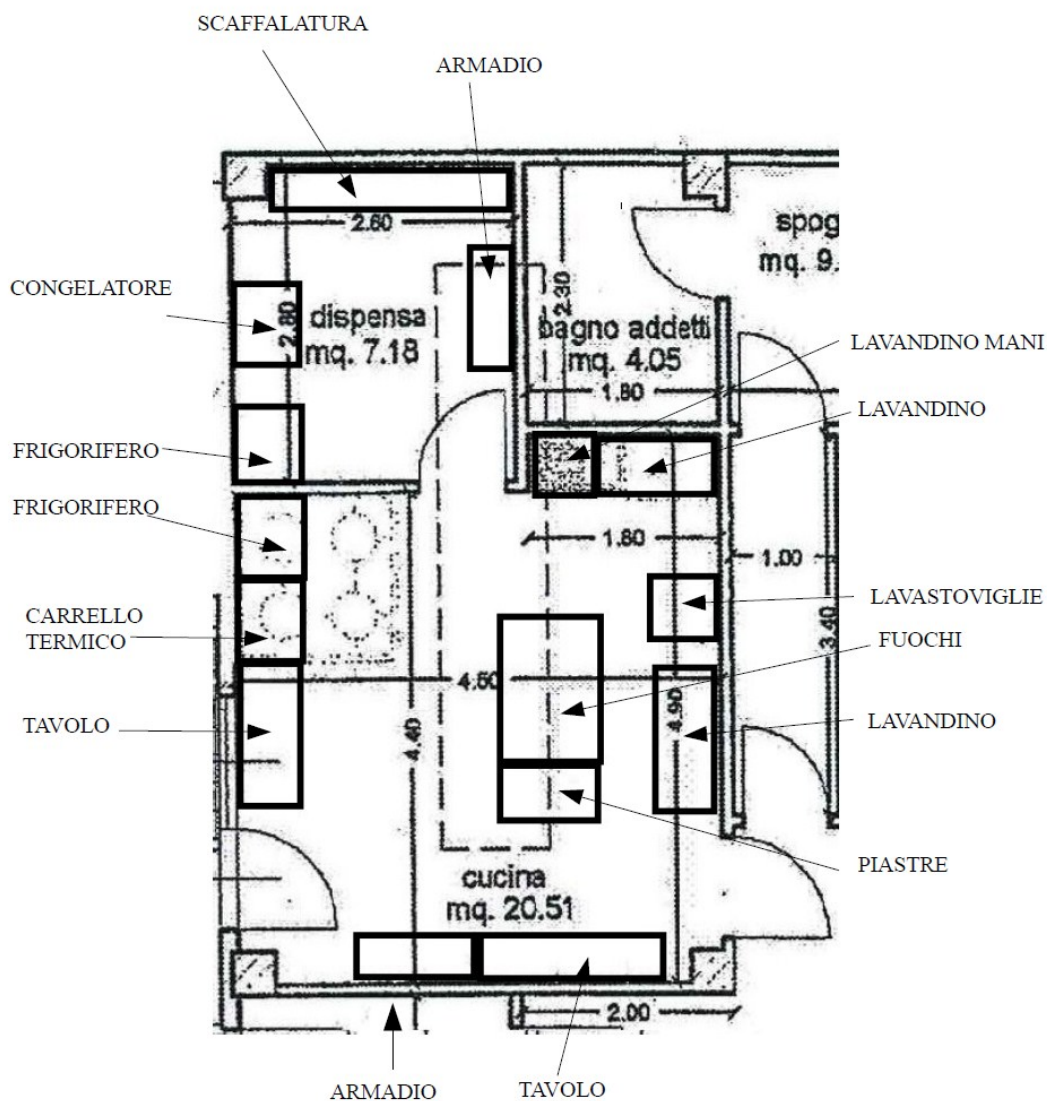 SCAFFALATURA
ARMADIO
spog
mq. 9.
2.60
CONGELATORE
2.80
dispensa
mq. 7.18
2.30
bagno addetti
mq. 4.05
LAVANDINO MANI
1.80
LAVANDINO
FRIGORIFERO
FRIGORIFERO
1.80
1.00
CARRELLO
TERMICO
LAVASTOVIGLIE
FUOCHI
3.40
4.50
TAVOLO
4.40
4.90
LAVANDINO
PIASTRE
cucina
mq. 20.51
2.00
ARMADIO
TAVOLO